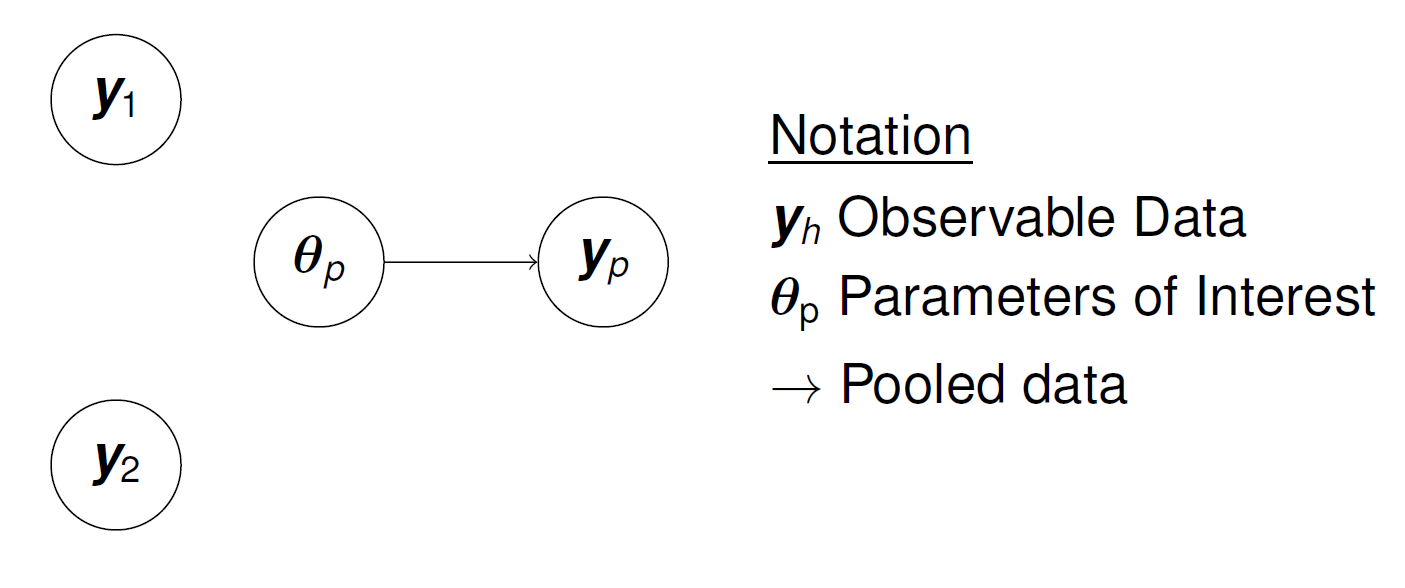 y1
θp
yp
y2
Notation
yh Observable Data
θp Parameters of Interest
→ Pooled data